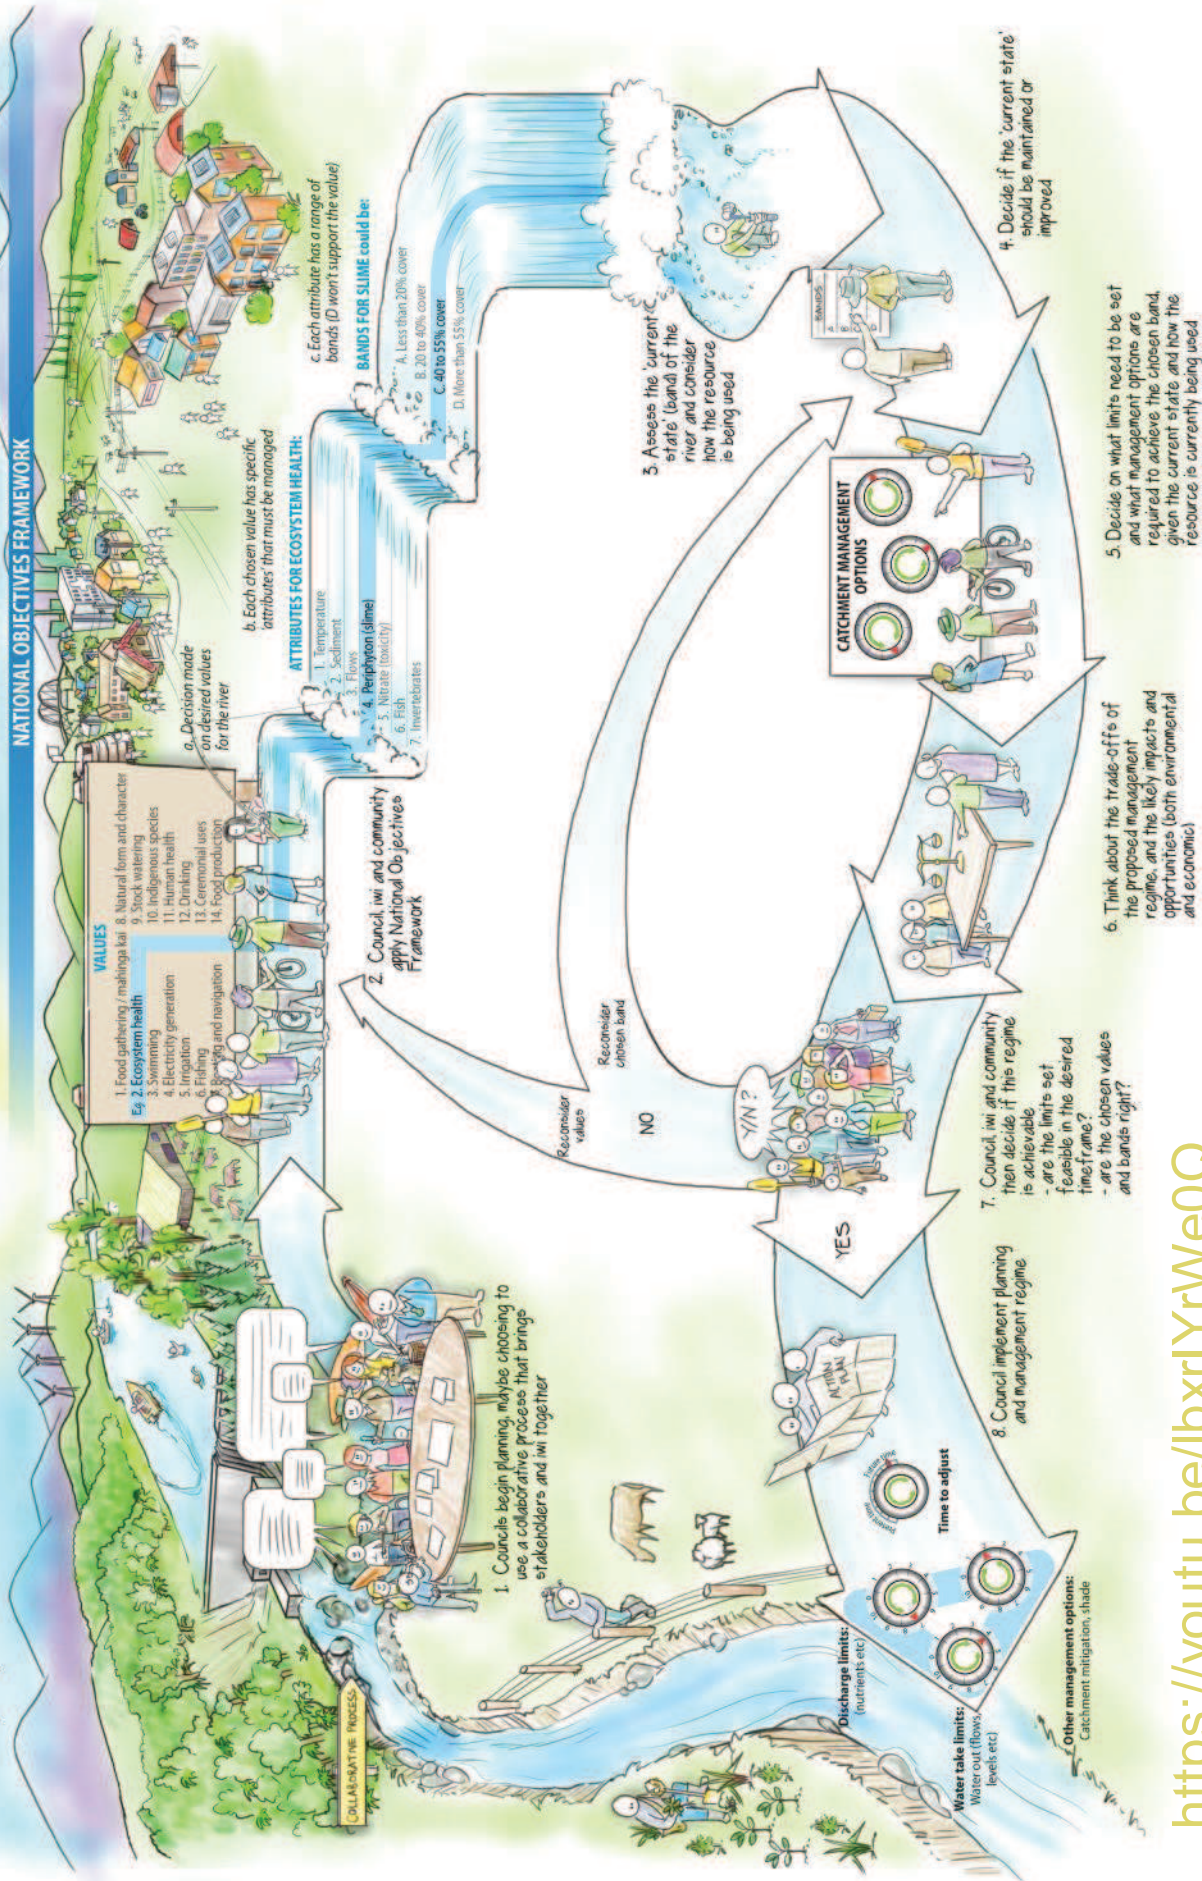 NATIONAL OBJECTIVES FRAMEWORK
VALUES
1. Food gathering / mahinga kai
Eg 2. Ecosystem health
3. Swimming
4. Electricity generation
5. Irrigation
6. Fishing
and navigation
8. Natural form and character
9. Stock watering
10. Indigenous species
11. Human health
12. Drinking
13. Ceremonial uses
14. Food production
a. Decision made
on desired values
for the river
b. Each chosen value has specific
'attributes' that must be managed
ATTRIBUTES FOR ECOSYSTEM HEALTH:
1. Temperature
2. Sediment
3. Flows
4. Periphyton (slime)
5. Nitrate (toxicity)
6. Fish
7. Invertebrates
c. Each attribute has a range of
bands (D won't support the value)
BANDS FOR SLIME could be:
A. Less than 20% cover
B. 20 to 40% cover
C. 40 to 55% cover
D. More than 55% cover
COLLABORATIVE PROCESS
1. Councils begin planning, maybe choosing to
use a collaborative process that brings
stakeholders and iwi together
2. Council, iwi and community
apply National Objectives
Framework
3. Assess the 'current
state' (band) of the
river and consider
how the resource
is being used
BANDS
A
B
C
D
4. Decide if the 'current state'
should be maintained or
improved
CATCHMENT MANAGEMENT
OPTIONS
5. Decide on what limits need to be set
and what management options are
required to achieve the chosen band,
given the current state and how the
resource is currently being used
6. Think about the trade-offs of
the proposed management
regime, and the likely impacts and
opportunities (both environmental
and economic)
Reconsider
values
Reconsider
chosen band
NO
Y/N?
YES
7. Council, iwi and community
then decide if this regime
is achievable
- are the limits set
feasible in the desired
timeframe?
- are the chosen values
and bands right?
8. Council implement planning
and management regime
ACTION
PLAN
Present time
Future time
Time to adjust
Discharge limits:
(nutrients etc)
Water take limits:
Water out (flows,
levels etc)
Other management options:
Catchment mitigation, shade